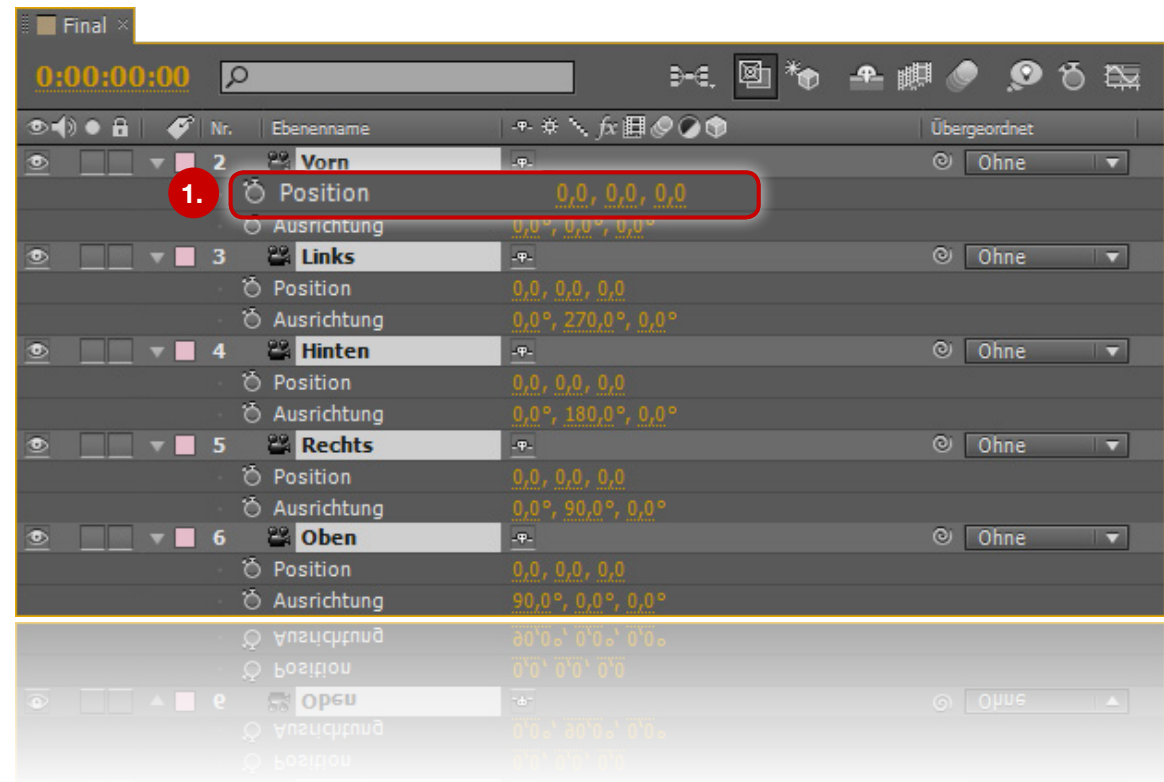 Final ×
0:00:00:00
Nr. Ebenenname fx Übergeordnet
2 Vorn Ohne
1. Position 0,0, 0,0, 0,0
Ausrichtung 0,0°, 0,0°, 0,0°
3 Links Ohne
Position 0,0, 0,0, 0,0
Ausrichtung 0,0°, 270,0°, 0,0°
4 Hinten Ohne
Position 0,0, 0,0, 0,0
Ausrichtung 0,0°, 180,0°, 0,0°
5 Rechts Ohne
Position 0,0, 0,0, 0,0
Ausrichtung 0,0°, 90,0°, 0,0°
6 Oben Ohne
Position 0,0, 0,0, 0,0
Ausrichtung 90,0°, 0,0°, 0,0°